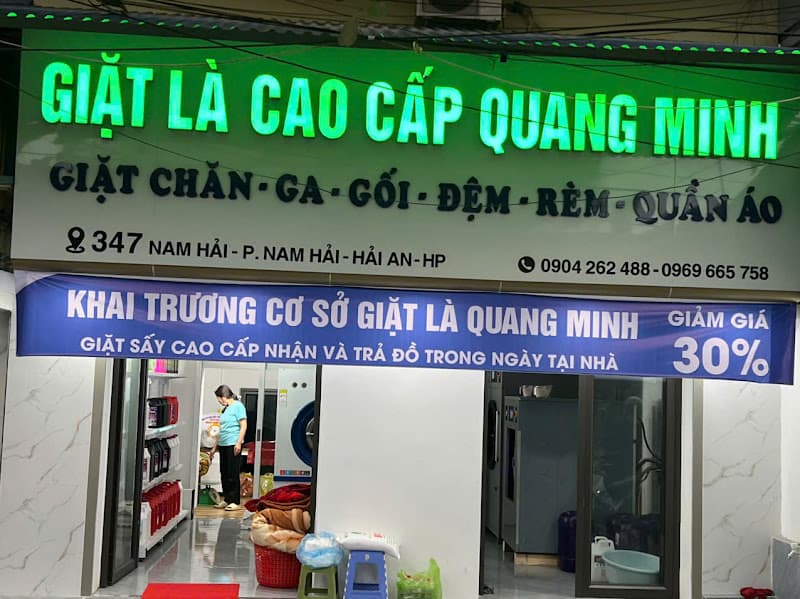 GIẶT LÀ CAO CẤP QUANG MINH
GIẶT CHĂN - GA - GỐI - ĐỆM - RÈM - QUẦN ÁO
347 NAM HẢI - P. NAM HẢI - HẢI AN - HP
0904 262 488 - 0969 665 758
KHAI TRƯƠNG CƠ SỞ GIẶT LÀ QUANG MINH
GIẶT SẤY CAO CẤP NHẬN VÀ TRẢ ĐỒ TRONG NGÀY TẠI NHÀ
GIẢM GIÁ
30%